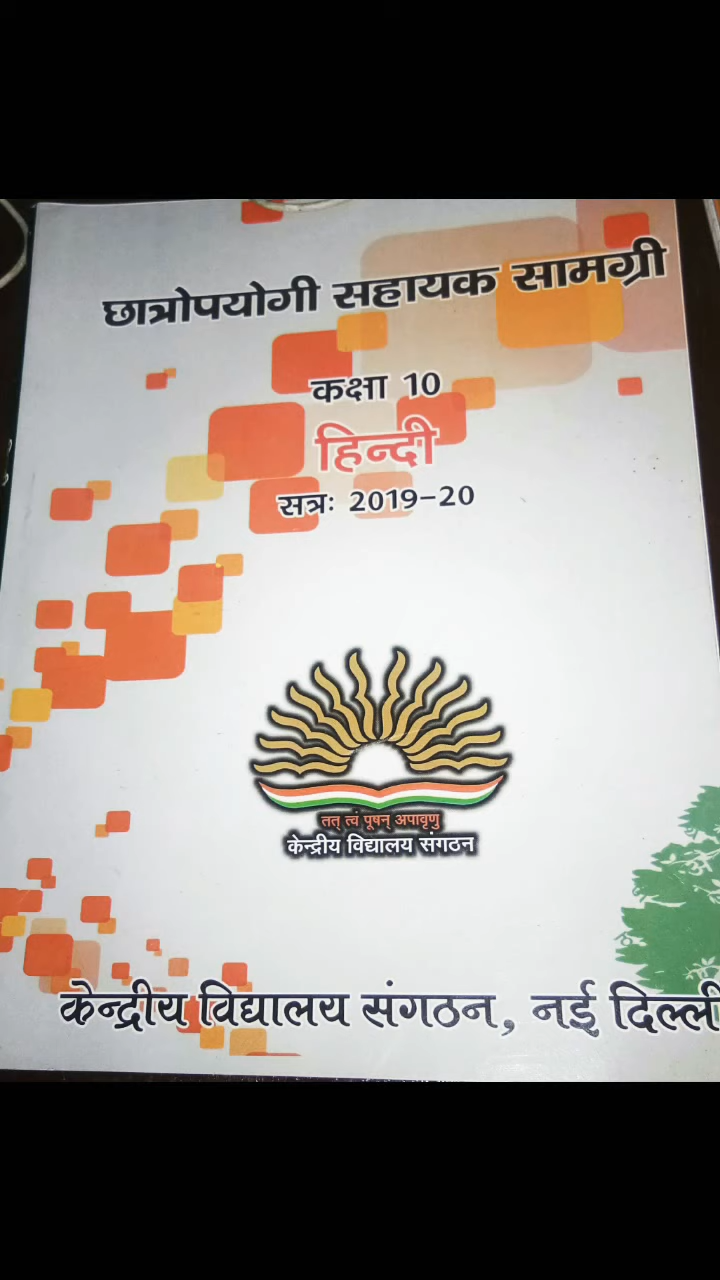 छात्रोपयोगी सहायक सामग्री
कक्षा 10
हिन्दी
सत्रः 2019-20
तत् त्वं पूषन् अपावृणु
केन्द्रीय विद्यालय संगठन
केन्द्रीय विद्यालय संगठन, नई दिल्ली